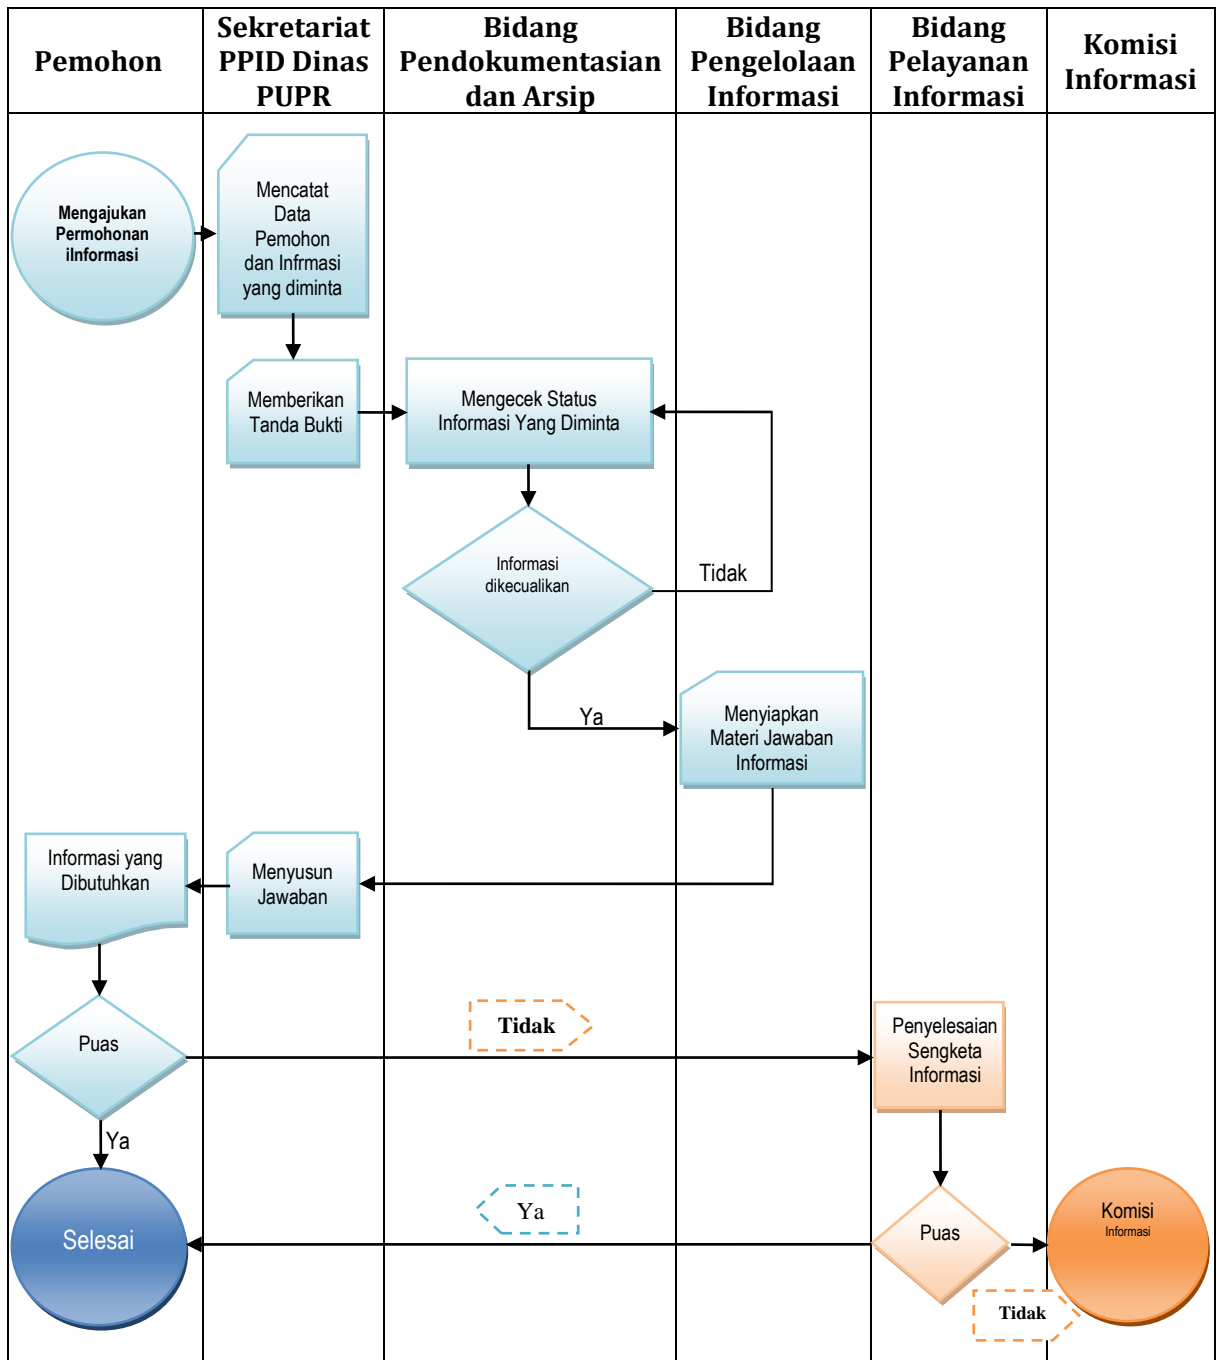 Pemohon
Sekretariat
PPID Dinas
PUPR
Bidang
Pendokumentasian
dan Arsip
Bidang
Pengelolaan
Informasi
Bidang
Pelayanan
Informasi
Komisi
Informasi
Mengajukan
Permohonan
iInformasi
Mencatat
Data
Pemohon
dan Infrmasi
yang diminta
Memberikan
Tanda Bukti
Mengecek Status
Informasi Yang Diminta
Informasi
dikecualikan
Tidak
Ya
Menyiapkan
Materi Jawaban
Informasi
Informasi yang
Dibutuhkan
Menyusun
Jawaban
Puas
Tidak
Penyelesaian
Sengketa
Informasi
Ya
Selesai
Ya
Puas
Komisi
Informasi
Tidak